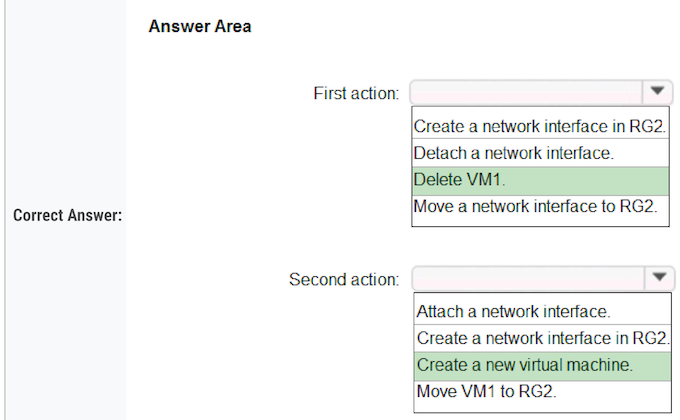 Answer Area
First action:
Create a network interface in RG2.
Detach a network interface.
Delete VM1.
Move a network interface to RG2.
Correct Answer:
Second action:
Attach a network interface.
Create a network interface in RG2.
Create a new virtual machine.
Move VM1 to RG2.